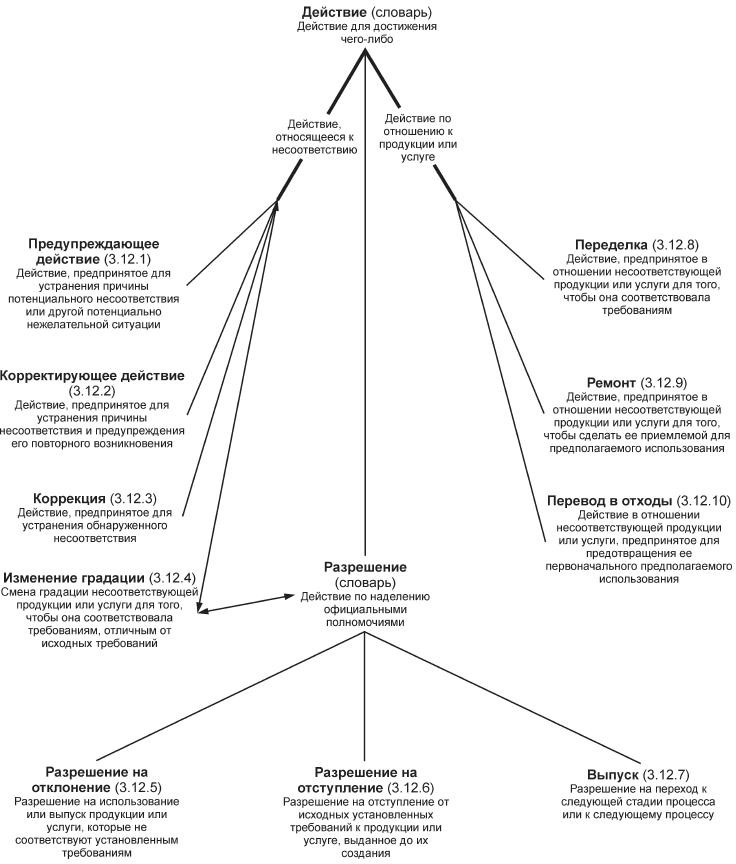 Действие (словарь)
Действие для достижения
чего-либо
Действие,
относящееся к
несоответствию
Действие по
отношению к
продукции или
услуге
Предупреждающее
действие (3.12.1)
Действие, предпринятое для
устранения причины
потенциального несоответствия
или другой потенциально
нежелательной ситуации
Переделка (3.12.8)
Действие, предпринятое в
отношении несоответствующей
продукции или услуги для того,
чтобы она соответствовала
требованиям
Корректирующее действие
(3.12.2)
Действие, предпринятое для
устранения причины
несоответствия и предупреждения
его повторного возникновения
Ремонт (3.12.9)
Действие, предпринятое в
отношении несоответствующей
продукции или услуги для того,
чтобы сделать ее приемлемой для
предполагаемого использования
Коррекция (3.12.3)
Действие, предпринятое для
устранения обнаруженного
несоответствия
Перевод в отходы (3.12.10)
Действие в отношении
несоответствующей продукции
или услуги, предпринятое для
предотвращения ее
первоначального предполагаемого
использования
Изменение градации (3.12.4)
Смена градации несоответствующей
продукции или услуги для того,
чтобы она соответствовала
требованиям, отличным от
исходных требований
Разрешение
(словарь)
Действие по наделению
официальными
полномочиями
Разрешение на
отклонение (3.12.5)
Разрешение на использование
или выпуск продукции или
услуги, которые не
соответствуют установленным
требованиям
Разрешение на
отступление (3.12.6)
Разрешение на отступление от
исходных установленных
требований к продукции или
услуге, выданное до их
создания
Выпуск (3.12.7)
Разрешение на переход к
следующей стадии процесса
или к следующему процессу